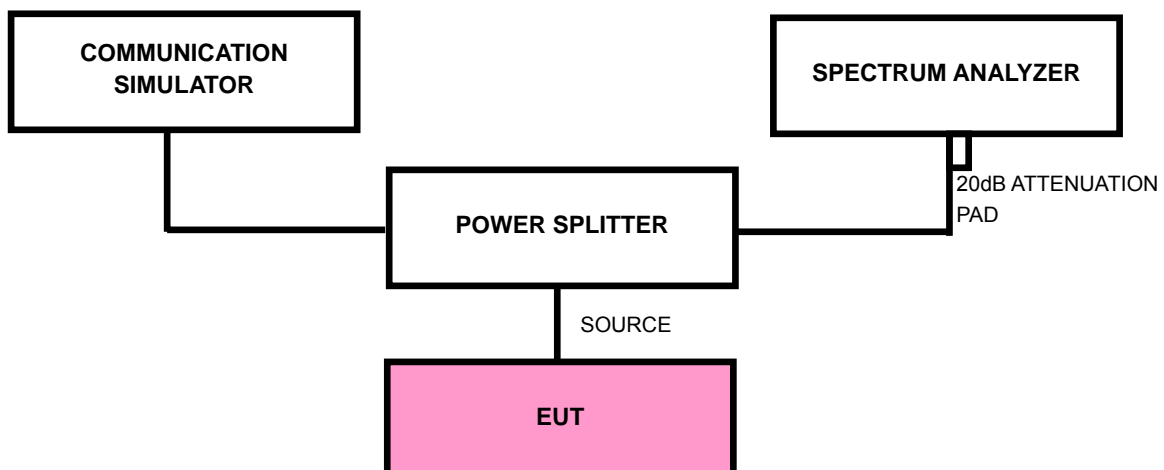 COMMUNICATION
SIMULATOR
SPECTRUM ANALYZER
20dB ATTENUATION
PAD
POWER SPLITTER
SOURCE
EUT